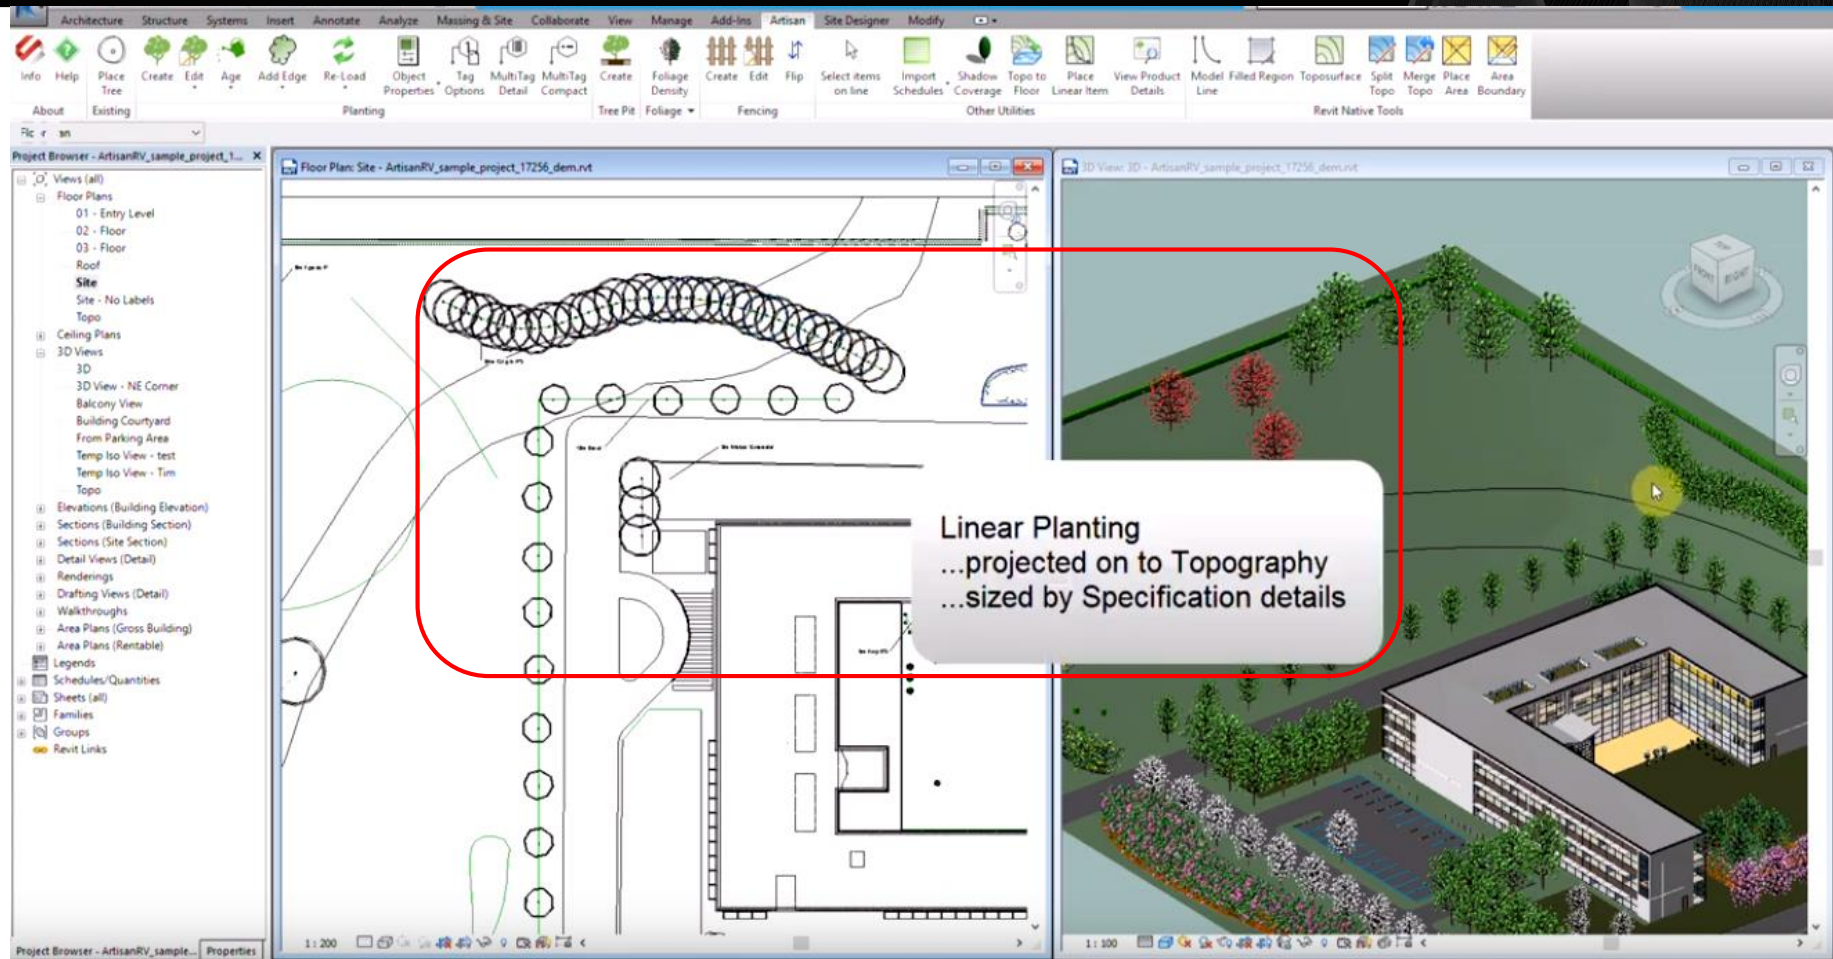 Architecture Structure Systems Insert Annotate Analyze Massing & Site Collaborate View Manage Add-Ins Artisan Site Designer Modify
Info Help Place Tree Create Edit Age Add Edge Re-Load Object Properties Tag Options MultiTag Detail MultiTag Compact Create Foliage Density Create Edit Flip Select items on line Import Schedules Shadow Coverage Topo to Floor Place Linear Item View Product Details Model Line Filled Region Toposurface Split Topo Merge Topo Place Area Area Boundary
About Existing Planting Tree Pit Foliage Fencing Other Utilities Revit Native Tools
Project Browser - ArtisanRV_sample_project_1...
Views (all)
Floor Plans
01 - Entry Level
02 - Floor
03 - Floor
Roof
Site
Site - No Labels
Topo
Ceiling Plans
3D Views
3D
3D View - NE Corner
Balcony View
Building Courtyard
From Parking Area
Temp Iso View - test
Temp Iso View - Tim
Topo
Elevations (Building Elevation)
Sections (Building Section)
Sections (Site Section)
Detail Views (Detail)
Renderings
Drafting Views (Detail)
Walkthroughs
Area Plans (Gross Building)
Area Plans (Rentable)
Legends
Schedules/Quantities
Sheets (all)
Families
Groups
Revit Links
Project Browser - ArtisanRV_sample... Properties
Floor Plan: Site - ArtisanRV_sample_project_17256_dem.rvt
1 : 200
3D View: 3D - ArtisanRV_sample_project_17256_dem.rvt
TOP
FRONT
RIGHT
Linear Planting
...projected on to Topography
...sized by Specification details
1 : 100